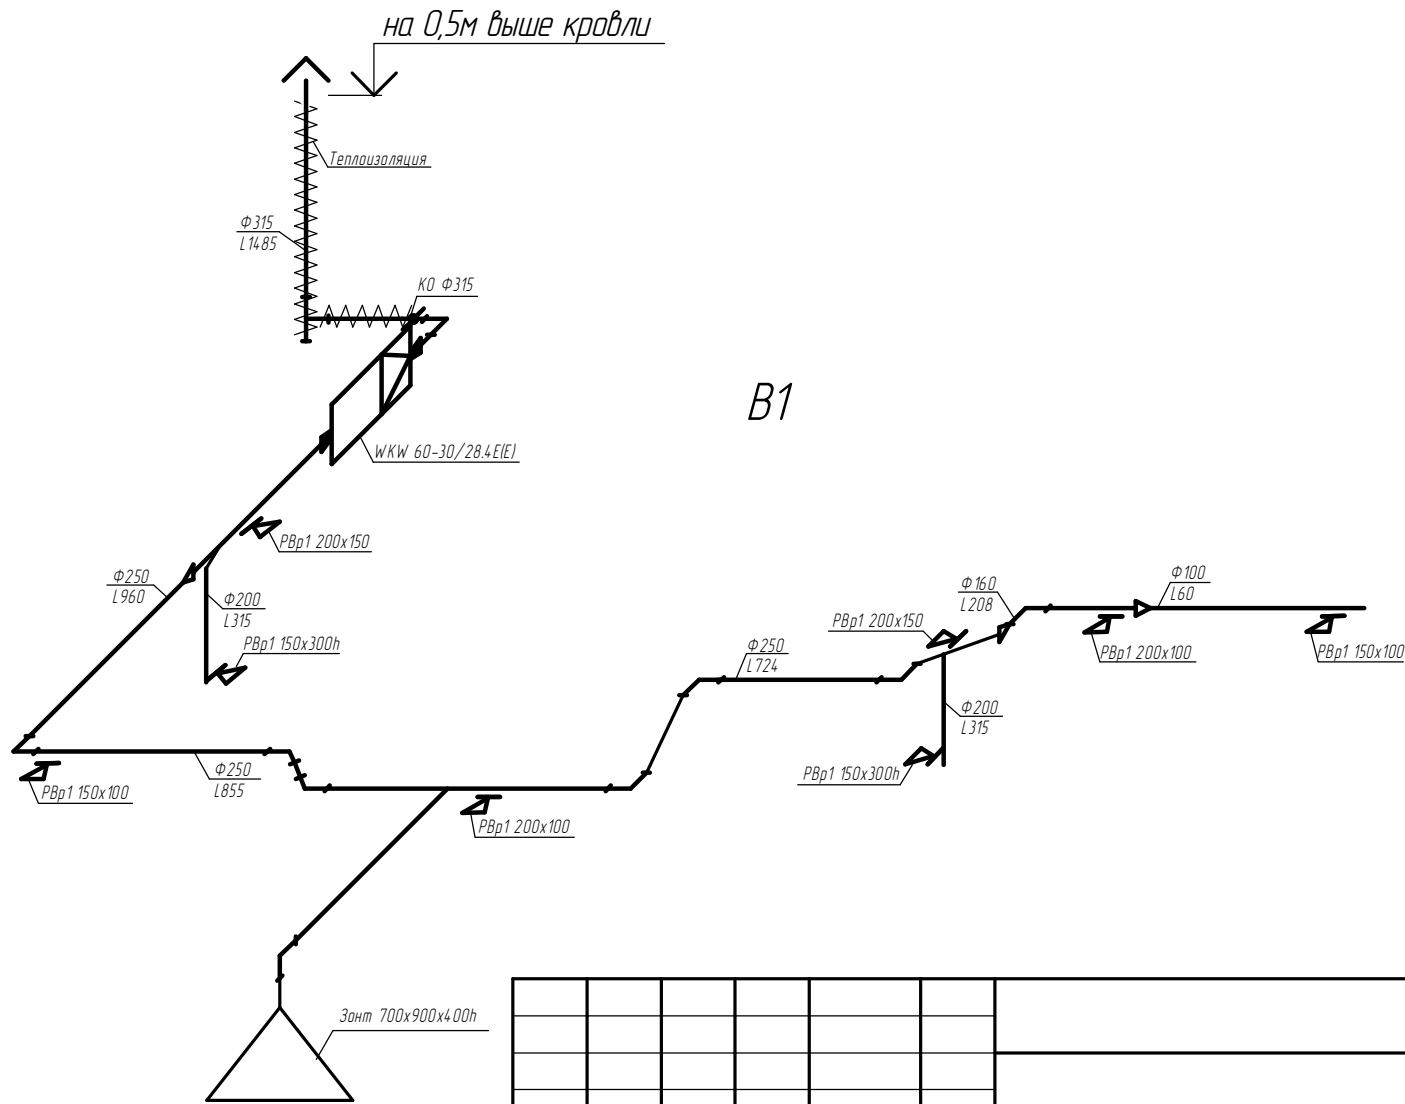 на 0,5м выше кровли
Теплоизоляция
Ф315
L1485
КО Ф315
В1
WKW 60-30/28.4E(E)
РВр1 200х150
Ф250
L960
Ф200
L315
РВр1 150х300h
Ф100
L60
Ф160
L208
РВр1 200х150
Ф250
L724
РВр1 200х100
РВр1 150х100
Ф200
L315
РВр1 150х300h
Ф250
L855
РВр1 150х100
РВр1 200х100
Зонт 700х900х400h